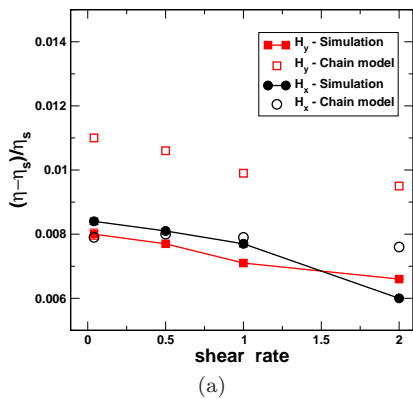 0.014
0.012
0.01
0.008
0.006
(η−η_s)/η_s
H_y - Simulation
H_y - Chain model
H_x - Simulation
H_x - Chain model
0 0.5 1 1.5 2
shear rate
(a)